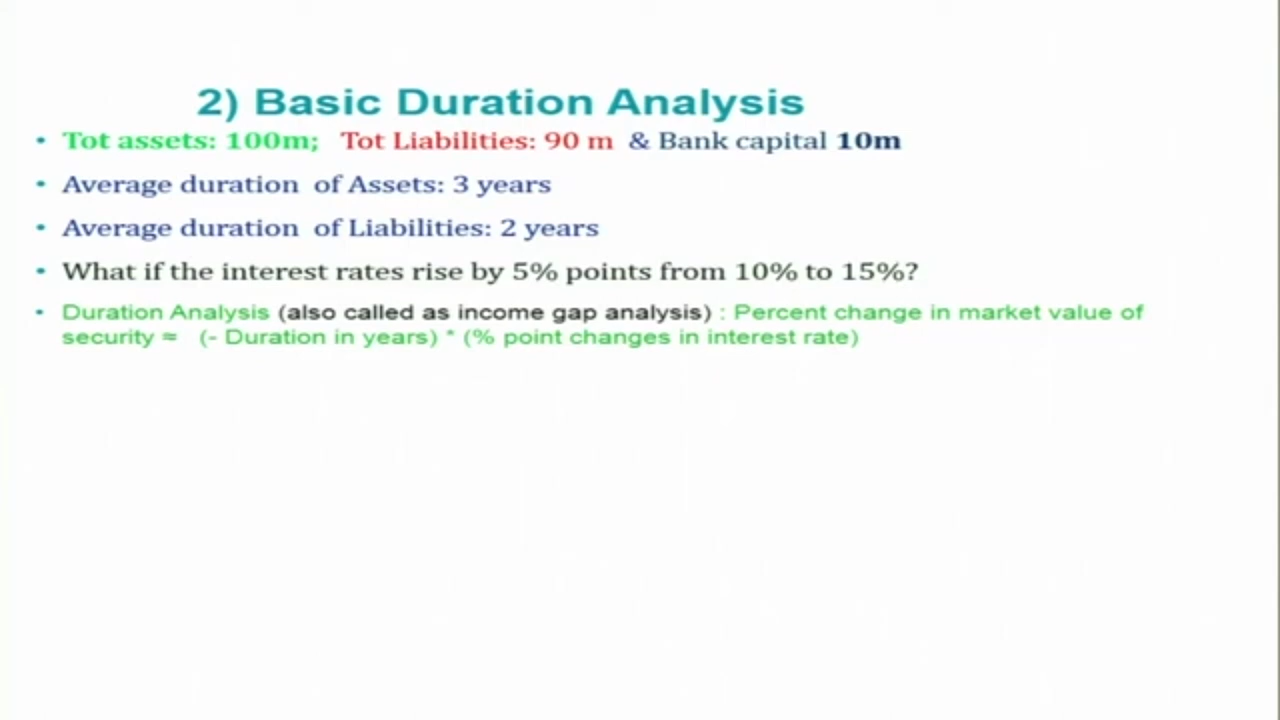 2) Basic Duration Analysis
• Tot assets: 100m; Tot Liabilities: 90 m & Bank capital 10m
• Average duration of Assets: 3 years
• Average duration of Liabilities: 2 years
• What if the interest rates rise by 5% points from 10% to 15%?
• Duration Analysis (also called as income gap analysis) : Percent change in market value of
security ≈ (- Duration in years) * (% point changes in interest rate)